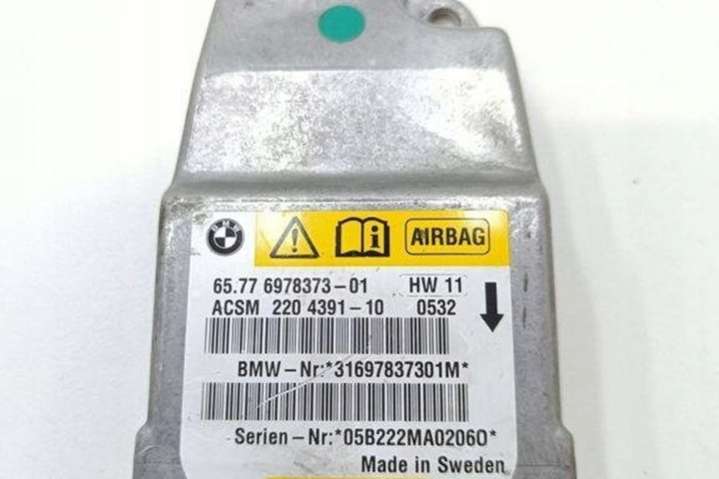 BMW
AIRBAG
65.77 6978373-01 HW 11
ACSM 220 4391-10 0532
BMW-Nr:*31697837301M*
Serien-Nr:*05B222MA02060*
Made in Sweden